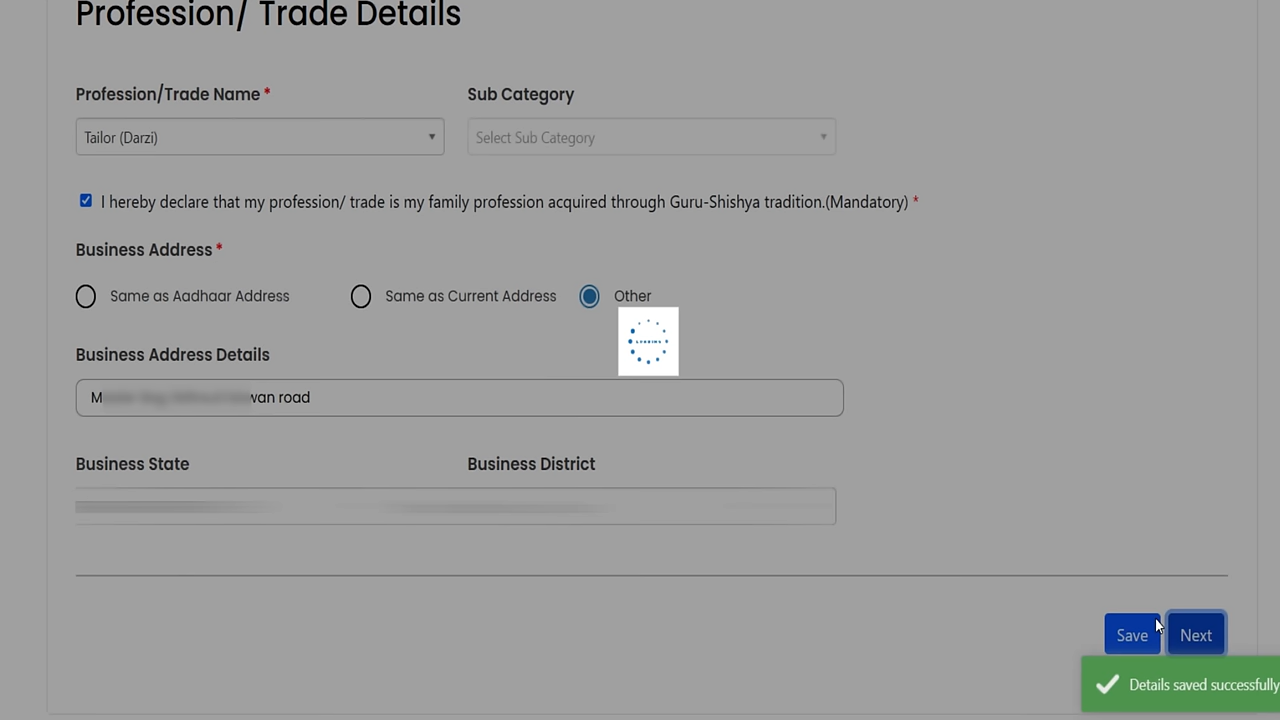 Profession/ Trade Details
Profession/Trade Name *
Sub Category
Tailor (Darzi)
Select Sub Category
I hereby declare that my profession/ trade is my family profession acquired through Guru-Shishya tradition.(Mandatory) *
Business Address *
Same as Aadhaar Address
Same as Current Address
Other
LOADING
Business Address Details
road
Business State
Business District
Save
Next
Details saved successfully